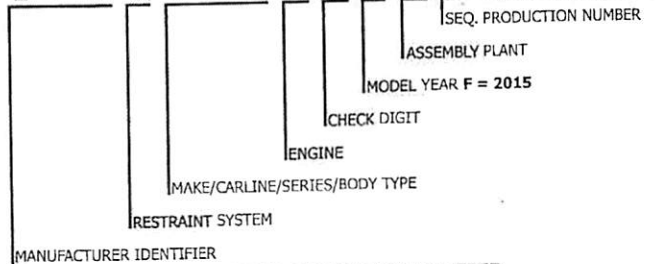 SEQ. PRODUCTION NUMBER
ASSEMBLY PLANT
MODEL YEAR F = 2015
CHECK DIGIT
ENGINE
MAKE/CARLINE/SERIES/BODY TYPE
RESTRAINT SYSTEM
MANUFACTURER IDENTIFIER